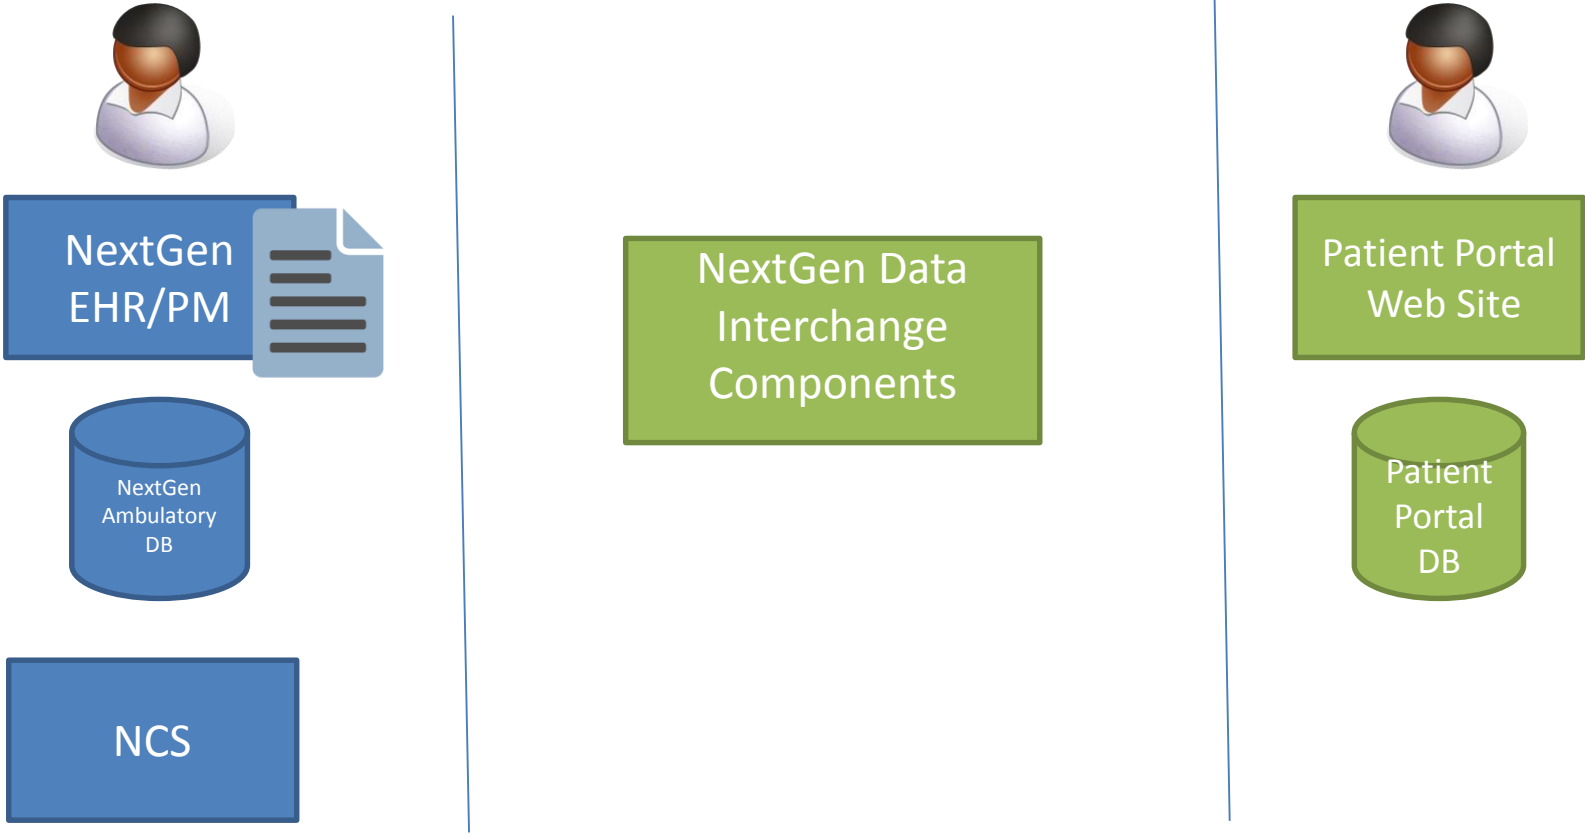 NextGen
EHR/PM
NextGen
Ambulatory
DB
NCS
NextGen Data
Interchange
Components
Patient Portal
Web Site
Patient
Portal
DB